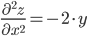 ∂²z/∂x² = −2·y